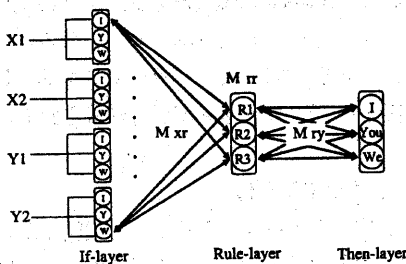 X1
I
Y
W
X2
I
Y
W
Y1
I
Y
W
Y2
I
Y
W
M xr
M rr
R1
R2
R3
M ry
I
You
We
If-layer
Rule-layer
Then-layer